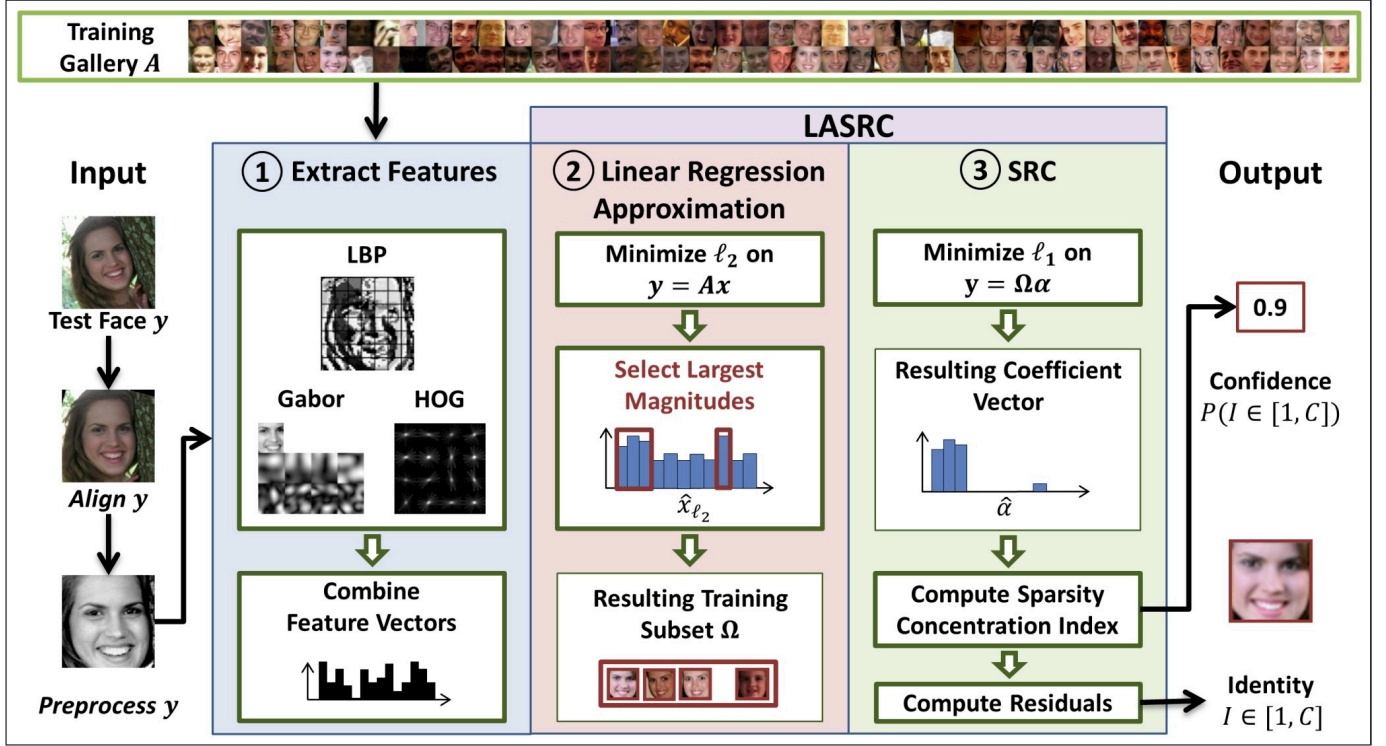 Training
Gallery A
LASRC
Input
Test Face y
Align y
Preprocess y
1 Extract Features
LBP
Gabor
HOG
Combine
Feature Vectors
2 Linear Regression
Approximation
Minimize ℓ₂ on
y = Ax
Select Largest
Magnitudes
x̂ℓ₂
Resulting Training
Subset Ω
3 SRC
Minimize ℓ₁ on
y = Ωα
Resulting Coefficient
Vector
α̂
Compute Sparsity
Concentration Index
Compute Residuals
Output
0.9
Confidence
P(I ∈ [1, C])
Identity
I ∈ [1, C]